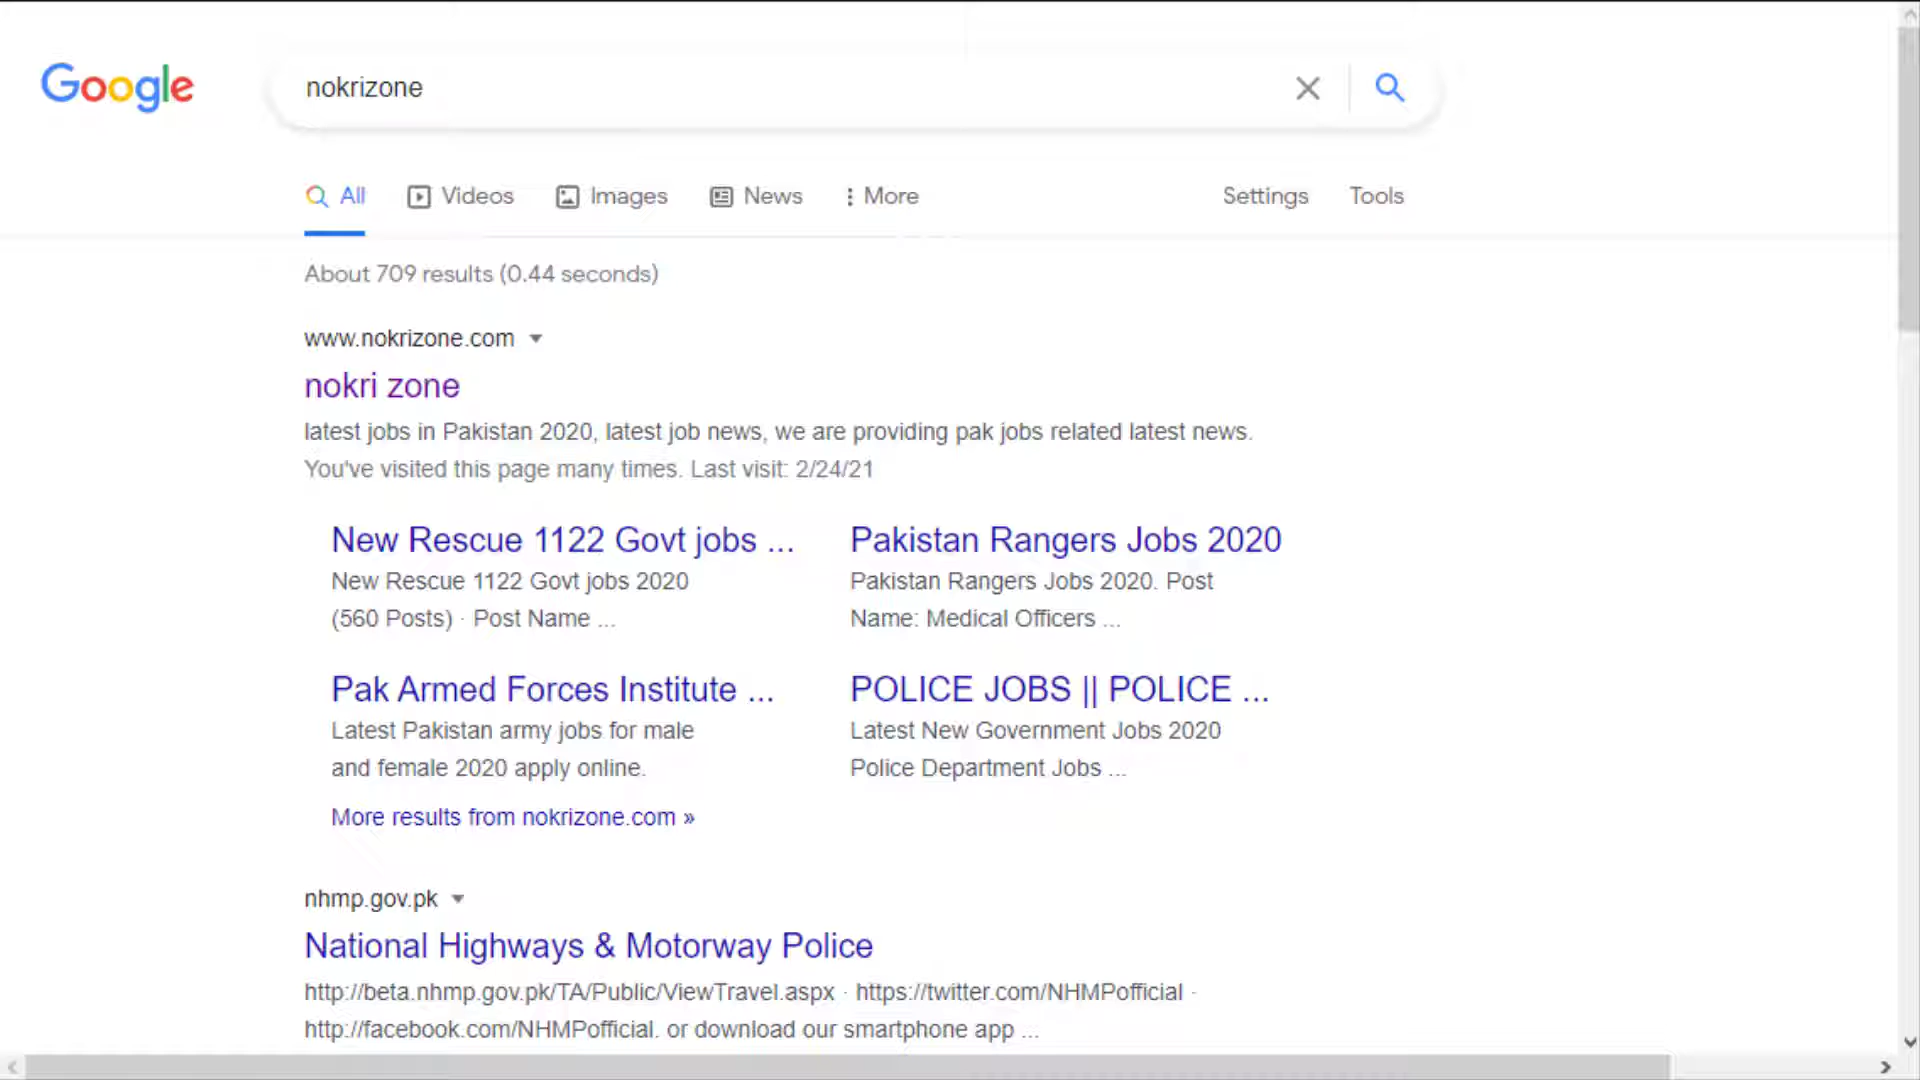 Google
nokrizone
All Videos Images News More Settings Tools
About 709 results (0.44 seconds)
www.nokrizone.com
nokri zone
latest jobs in Pakistan 2020, latest job news, we are providing pak jobs related latest news.
You've visited this page many times. Last visit: 2/24/21
New Rescue 1122 Govt jobs ...
New Rescue 1122 Govt jobs 2020
(560 Posts) · Post Name ...
Pakistan Rangers Jobs 2020
Pakistan Rangers Jobs 2020. Post
Name: Medical Officers ...
Pak Armed Forces Institute ...
Latest Pakistan army jobs for male
and female 2020 apply online.
POLICE JOBS || POLICE ...
Latest New Government Jobs 2020
Police Department Jobs ...
More results from nokrizone.com »
nhmp.gov.pk
National Highways & Motorway Police
http://beta.nhmp.gov.pk/TA/Public/ViewTravel.aspx · https://twitter.com/NHMPofficial ·
http://facebook.com/NHMPofficial. or download our smartphone app ...